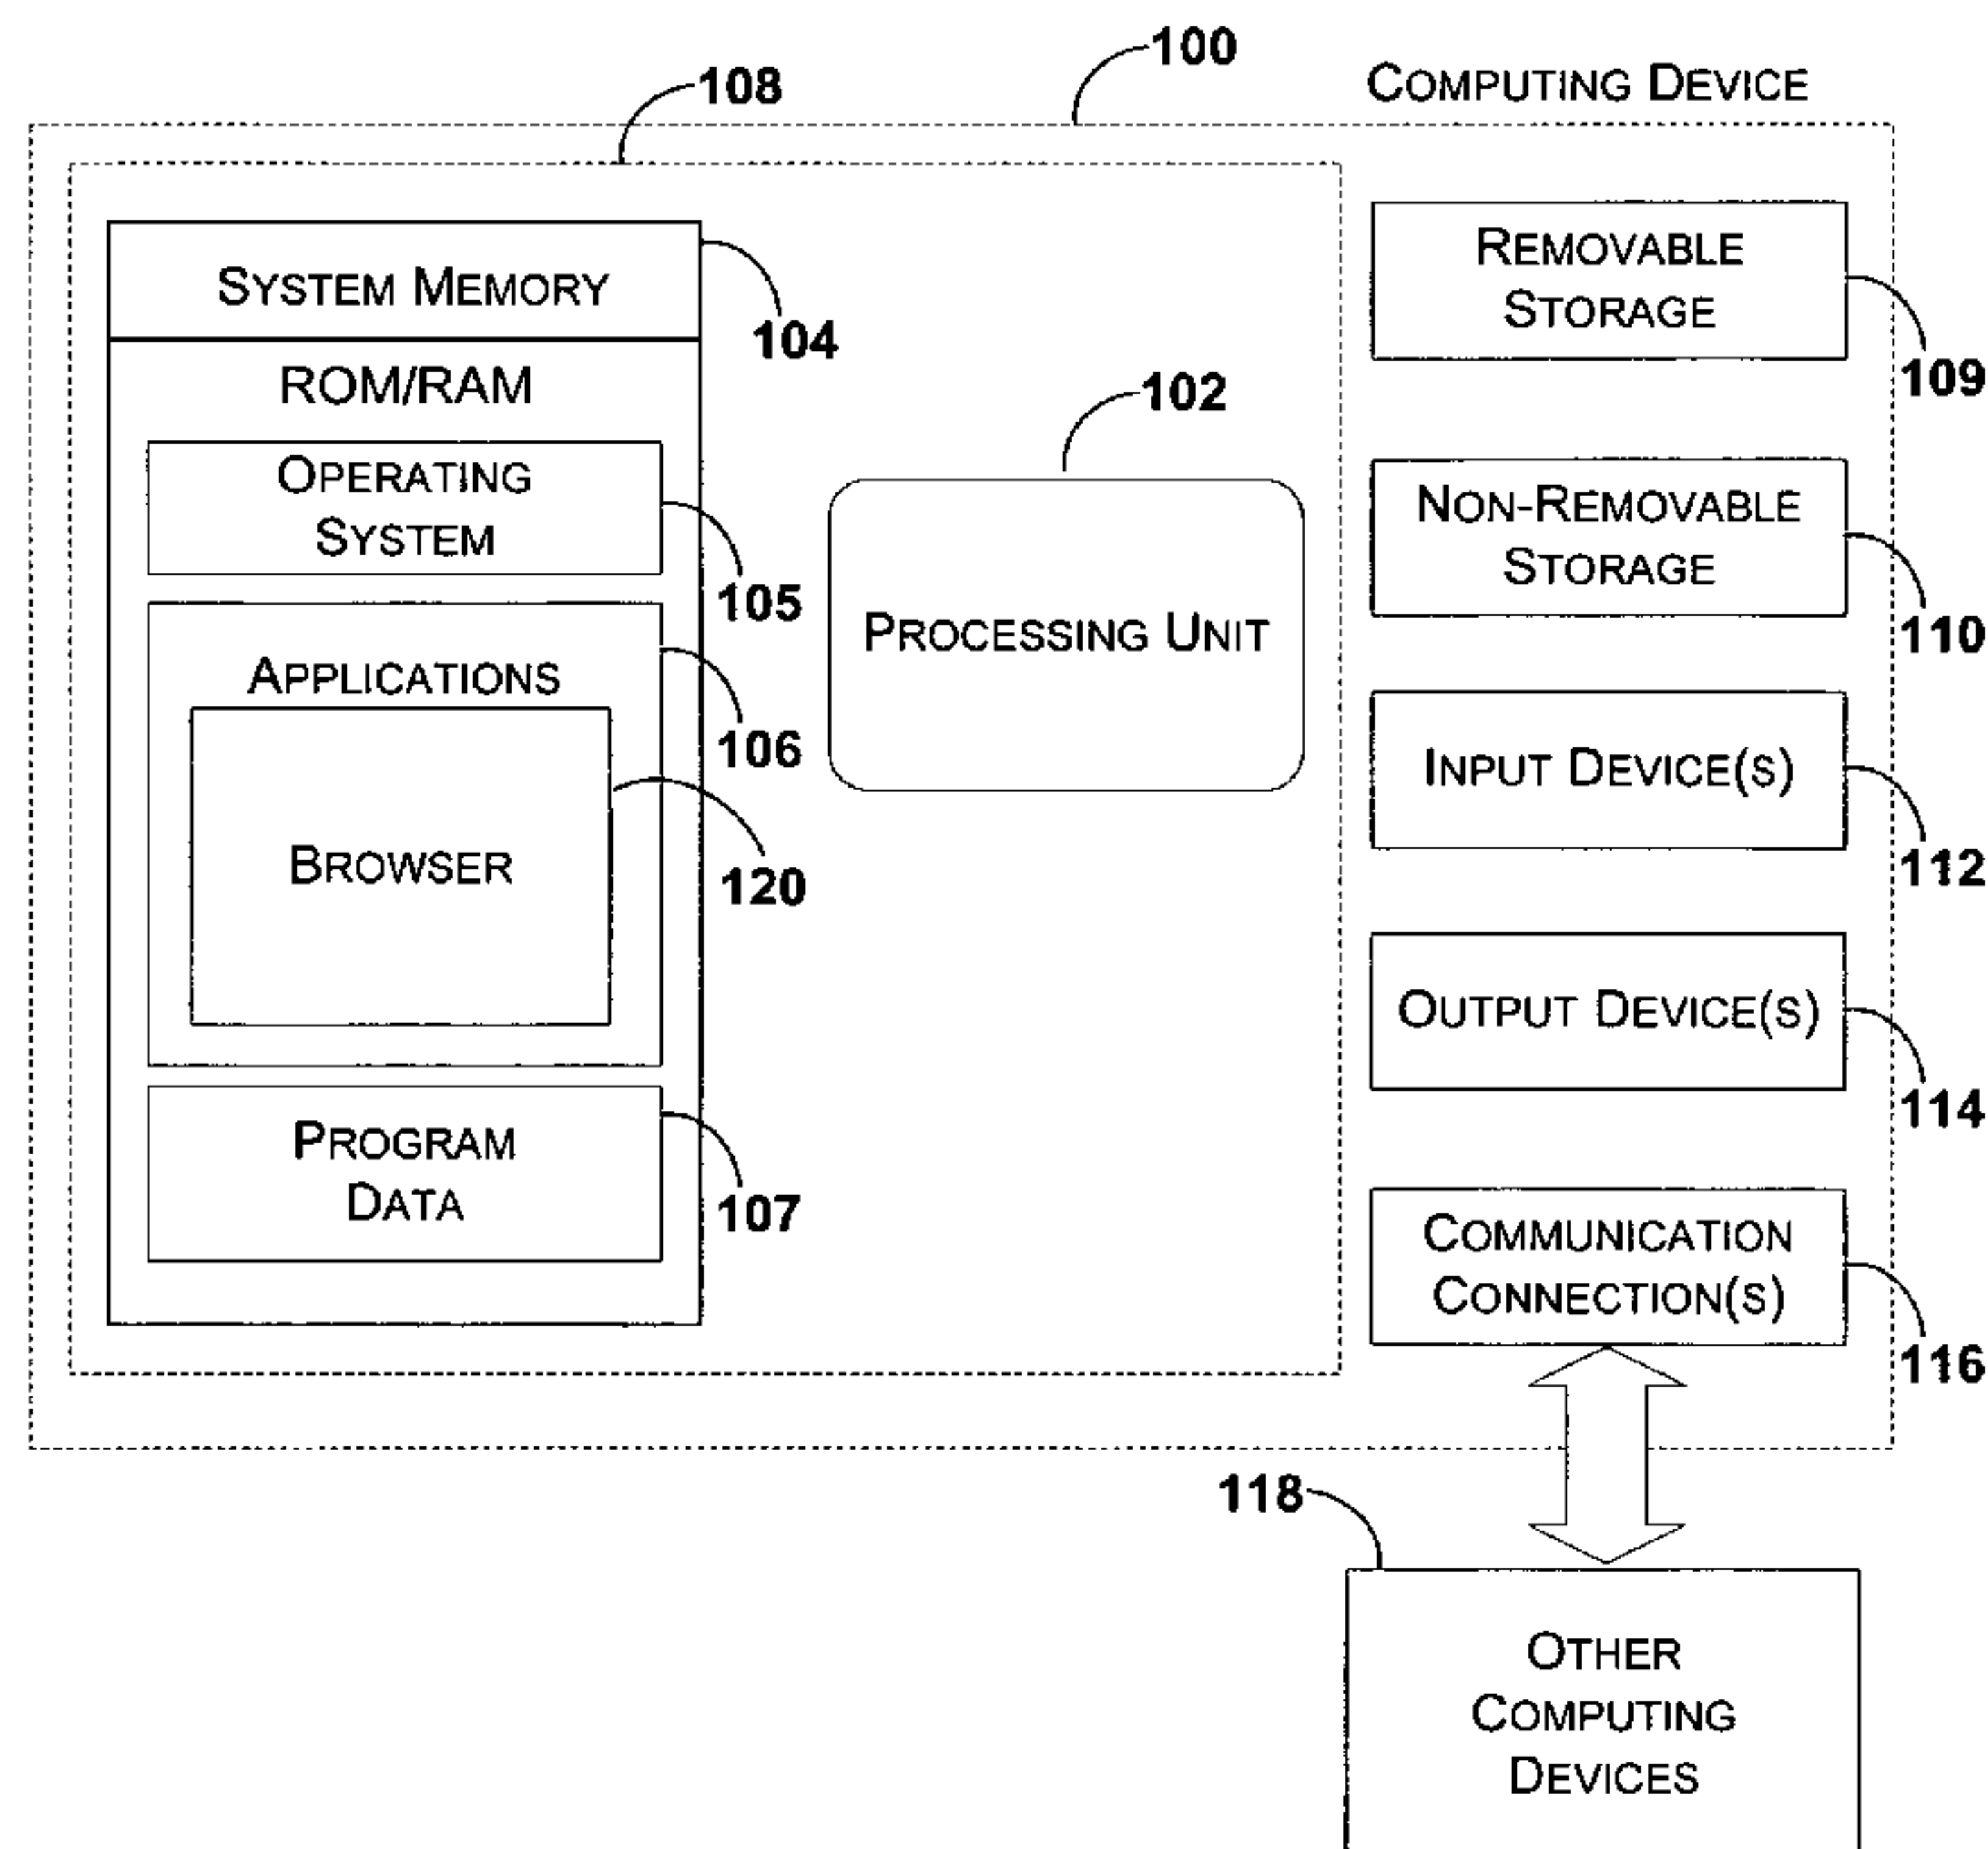 100
COMPUTING DEVICE
108
SYSTEM MEMORY
104
ROM/RAM
OPERATING
SYSTEM
105
APPLICATIONS
106
BROWSER
120
PROGRAM
DATA
107
102
PROCESSING UNIT
REMOVABLE
STORAGE
109
NON-REMOVABLE
STORAGE
110
INPUT DEVICE(S)
112
OUTPUT DEVICE(S)
114
COMMUNICATION
CONNECTION(S)
116
118
OTHER
COMPUTING
DEVICES